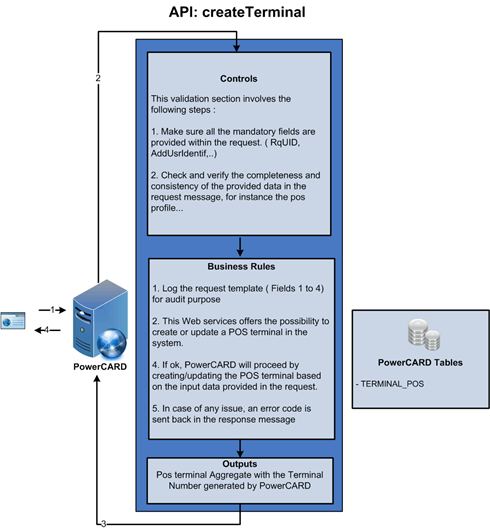 API: createTerminal
2
Controls
This validation section involves the
following steps :
1. Make sure all the mandatory fields are
provided within the request. ( RqUID,
AddUsrIdentif,..)
2. Check and verify the completeness and
consistency of the provided data in the
request message, for instance the pos
profile...
Business Rules
1. Log the request template ( Fields 1 to 4)
for audit purpose
2. This Web services offers the possibility to
create or update a POS terminal in the
system.
4. If ok, PowerCARD will proceed by
creating/updating the POS terminal based
on the input data provided in the request.
5. In case of any issue, an error code is
sent back in the response message
1
4
PowerCARD
PowerCARD Tables
- TERMINAL_POS
Outputs
Pos terminal Aggregate with the Terminal
Number generated by PowerCARD
3